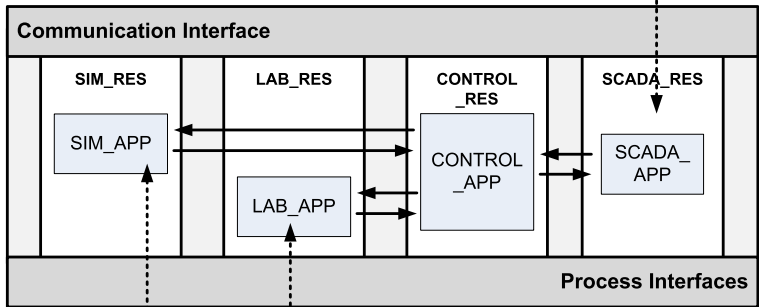 Communication Interface
SIM_RES
LAB_RES
CONTROL
_RES
SCADA_RES
SIM_APP
LAB_APP
CONTROL
_APP
SCADA_
APP
Process Interfaces